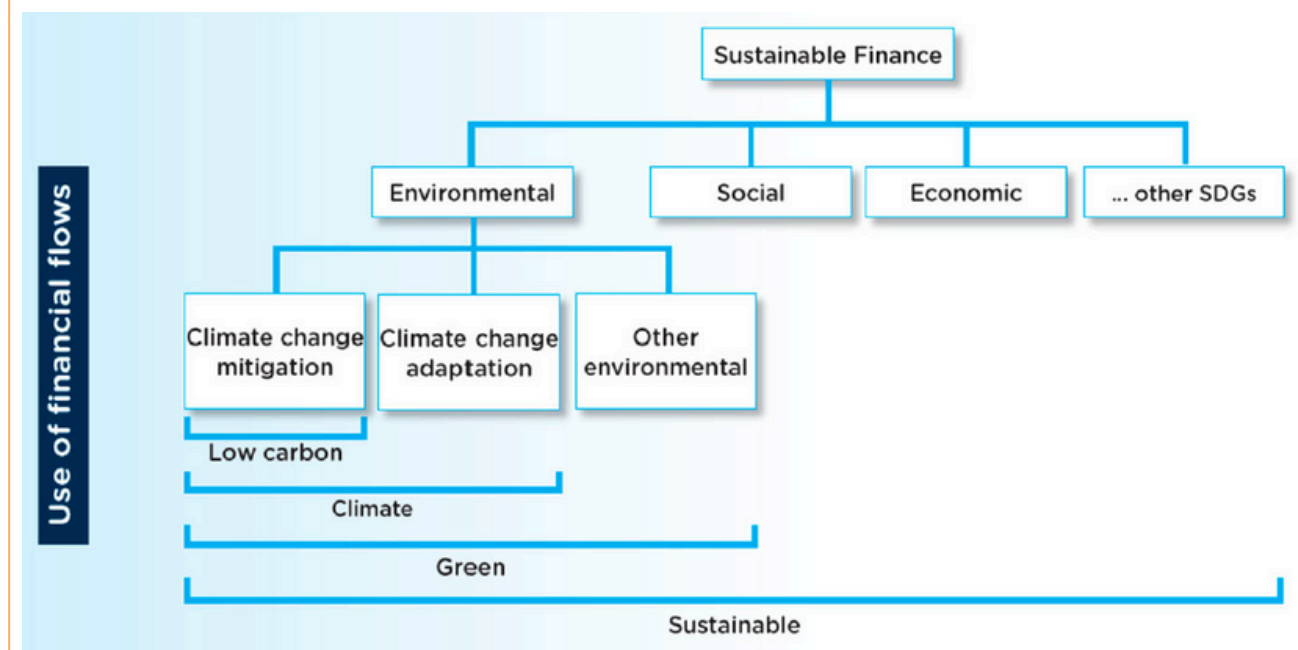 Sustainable Finance
Environmental
Social
Economic
... other SDGs
Use of financial flows
Climate change
mitigation
Climate change
adaptation
Other
environmental
Low carbon
Climate
Green
Sustainable